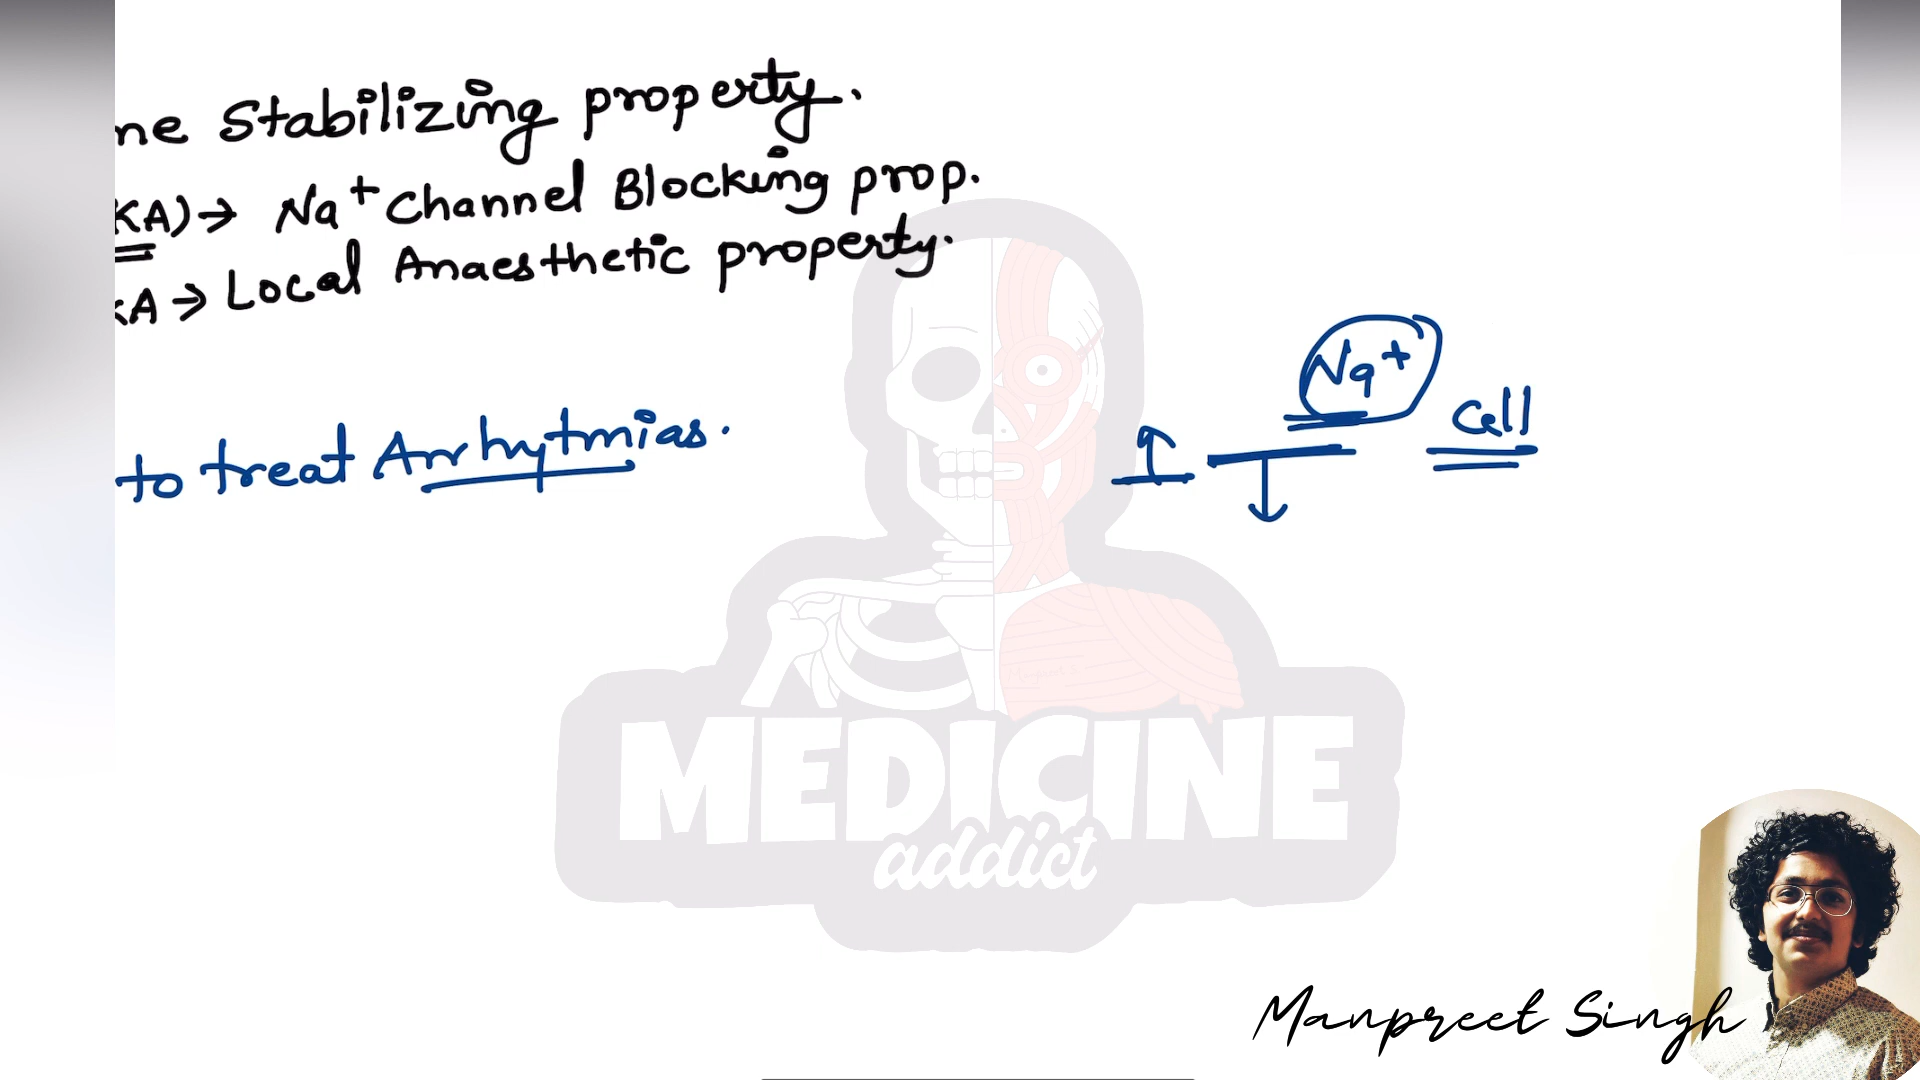 ne Stabilizing property.
KA) → Na+ Channel Blocking prop.
KA → Local Anaesthetic property.
Na+
Cell
to treat Arrhytmias.
MEDICINE
addict
Manpreet Singh